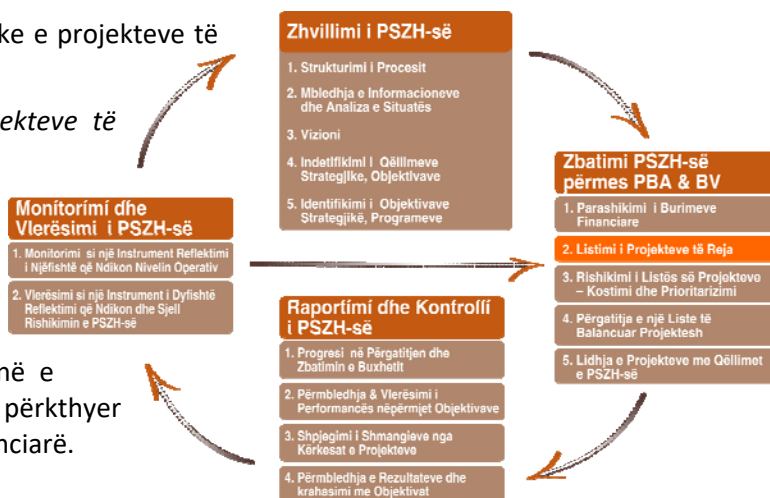 ke e projekteve të
jekteve të
në e
përkthyer
nciarë.
Zhvillimi i PSZH-së
1. Strukturimi i Procesit
2. Mbledhja e Informacioneve
dhe Analiza e Situatës
3. Vizioni
4. Indetifikimi i Qëllimeve
Strategjike, Objektivave
5. Identifikimi i Objektivave
Strategjikë, Programeve
Zbatimi PSZH-së
përmes PBA & BV
1. Parashikimi i Burimeve
Financiare
2. Listimi i Projekteve të Reja
3. Rishikimi i Listës së Projekteve
– Kostimi dhe Prioritarizimi
4. Përgatitja e një Liste të
Balancuar Projektesh
5. Lidhja e Projekteve me Qëllimet
e PSZH-së
Raportimi dhe Kontrolli
i PSZH-së
1. Progresi në Përgatitjen dhe
Zbatimin e Buxhetit
2. Përmbledhja & Vlerësimi i
Performancës nëpërmjet Objektivave
3. Shpjegimi i Shmangieve nga
Kërkesat e Projekteve
4. Përmbledhja e Rezultateve dhe
krahasimi me Objektivat
Monitorimi dhe
Vlerësimi i PSZH-së
1. Monitorimi si një Instrument Reflektimi
i Njëfishtë që Ndikon Nivelin Operativ
2. Vlerësimi si një Instrument i Dyfishtë
Reflektimi që Ndikon dhe Sjell
Rishikimin e PSZH-së